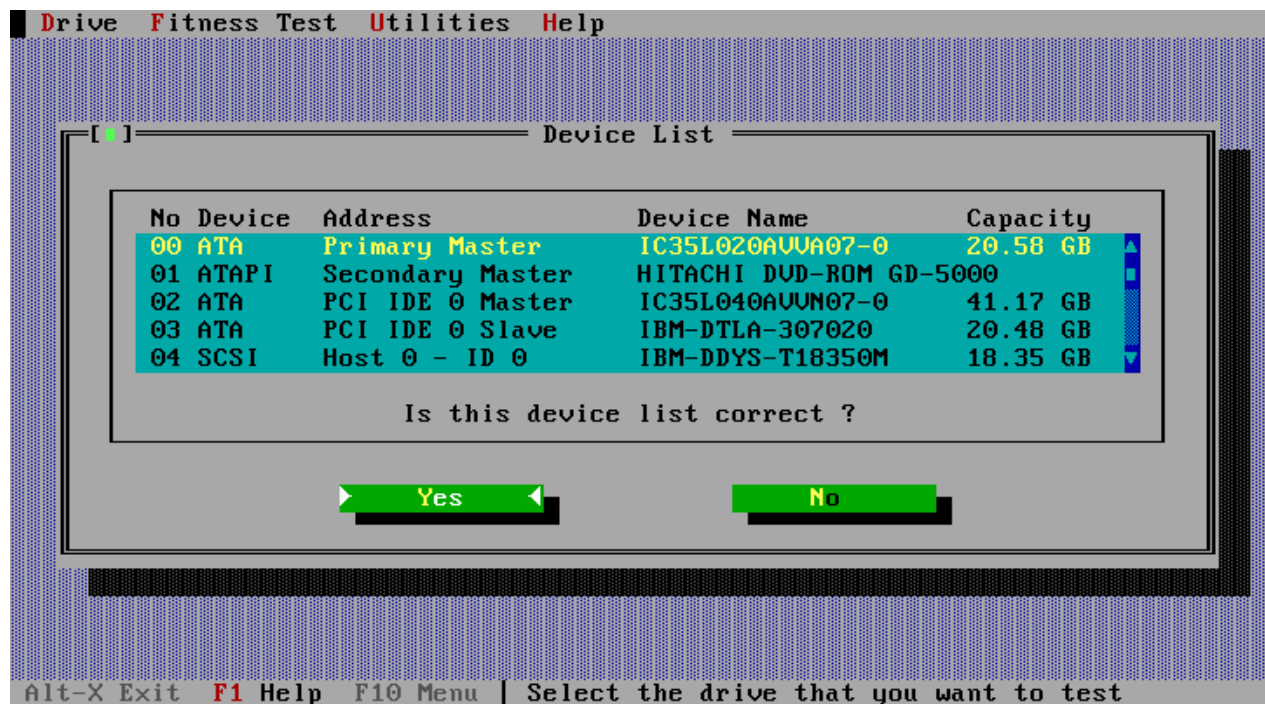 Drive Fitness Test Utilities Help
[ ] Device List
No Device Address Device Name Capacity
00 ATA Primary Master IC35L020AVVA07-0 20.58 GB
01 ATAPI Secondary Master HITACHI DVD-ROM GD-5000
02 ATA PCI IDE 0 Master IC35L040AVVN07-0 41.17 GB
03 ATA PCI IDE 0 Slave IBM-DTLA-307020 20.48 GB
04 SCSI Host 0 - ID 0 IBM-DDYS-T18350M 18.35 GB
Is this device list correct ?
Yes No
Alt-X Exit F1 Help F10 Menu | Select the drive that you want to test